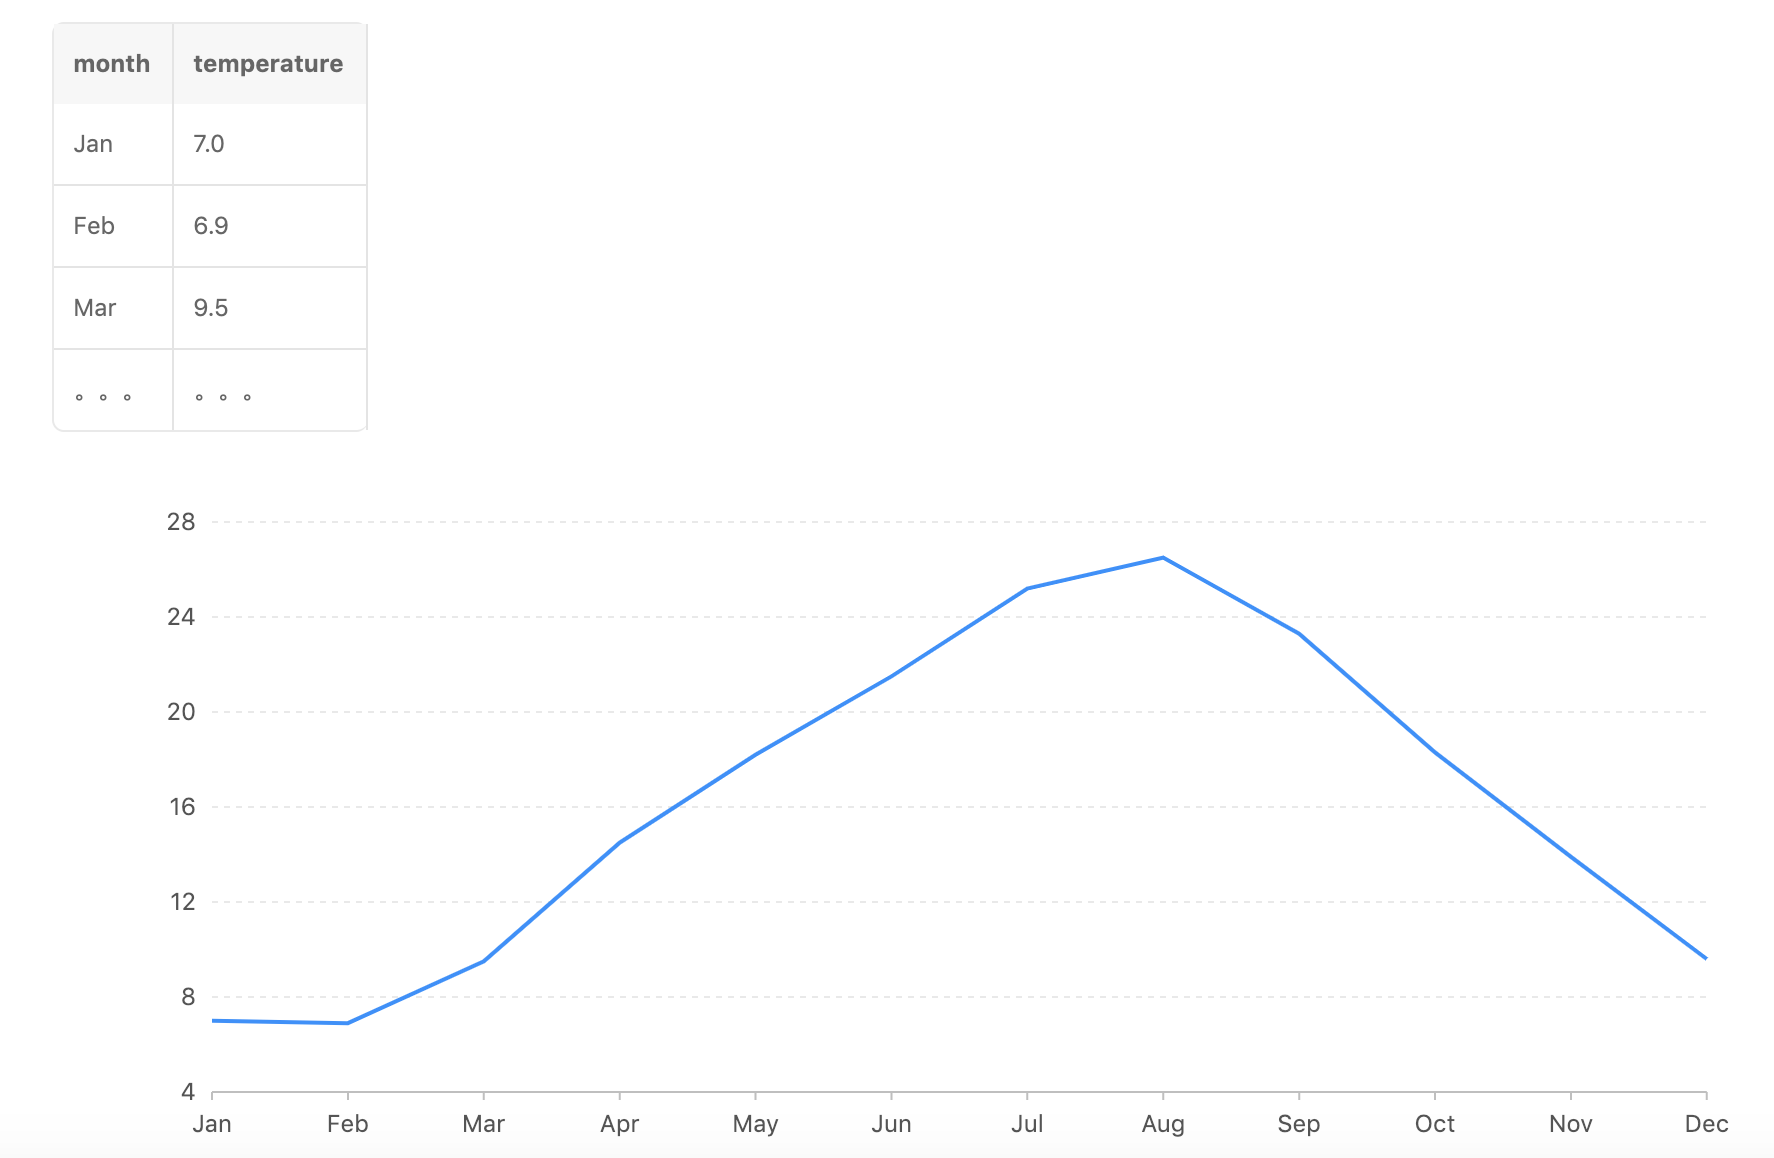 month temperature
Jan 7.0
Feb 6.9
Mar 9.5
。。。 。。。
28
24
20
16
12
8
4
Jan Feb Mar Apr May Jun Jul Aug Sep Oct Nov Dec